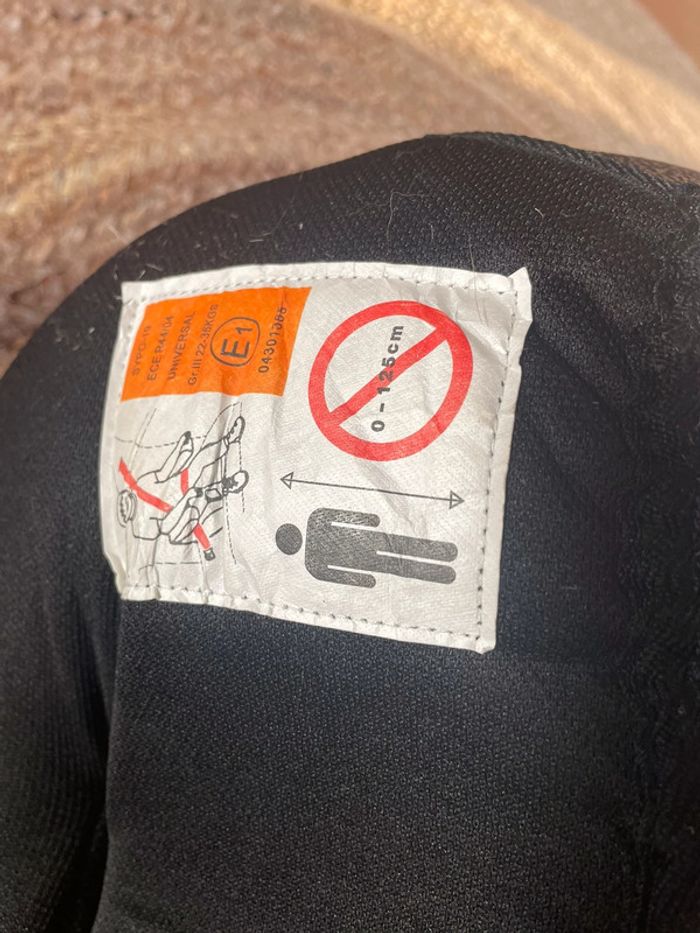 ECE R44/04
UNIVERSAL
Gr.III 22-36KGS
E1
0 - 125cm